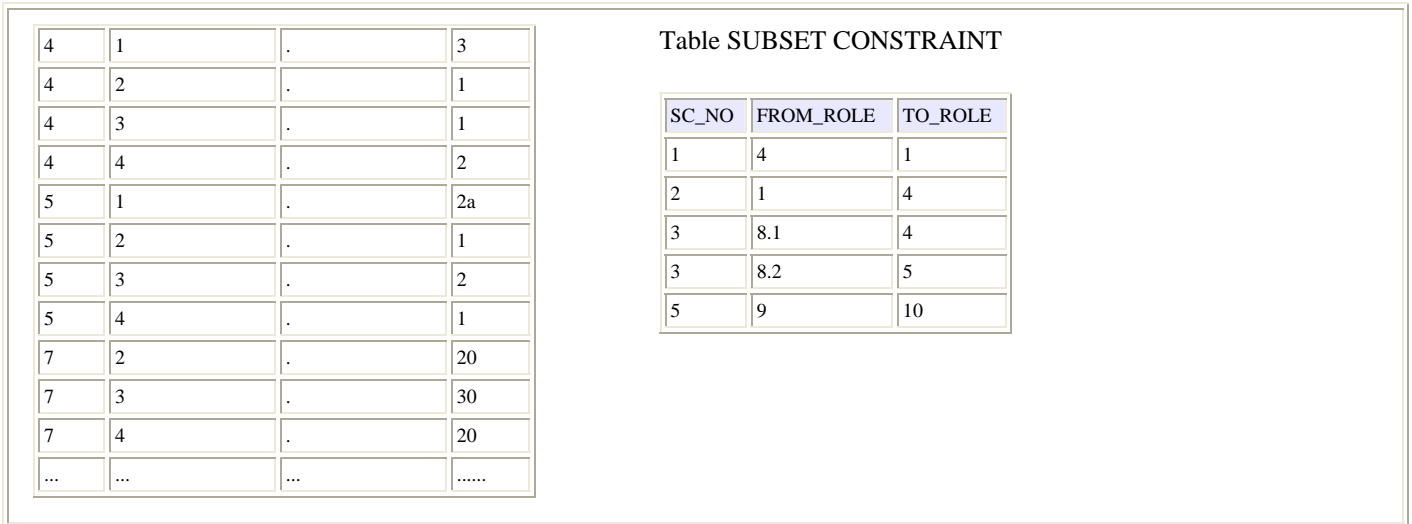 4 1 . 3
4 2 . 1
4 3 . 1
4 4 . 2
5 1 . 2a
5 2 . 1
5 3 . 2
5 4 . 1
7 2 . 20
7 3 . 30
7 4 . 20
... ... ... ......
Table SUBSET CONSTRAINT
SC_NO FROM_ROLE TO_ROLE
1 4 1
2 1 4
3 8.1 4
3 8.2 5
5 9 10